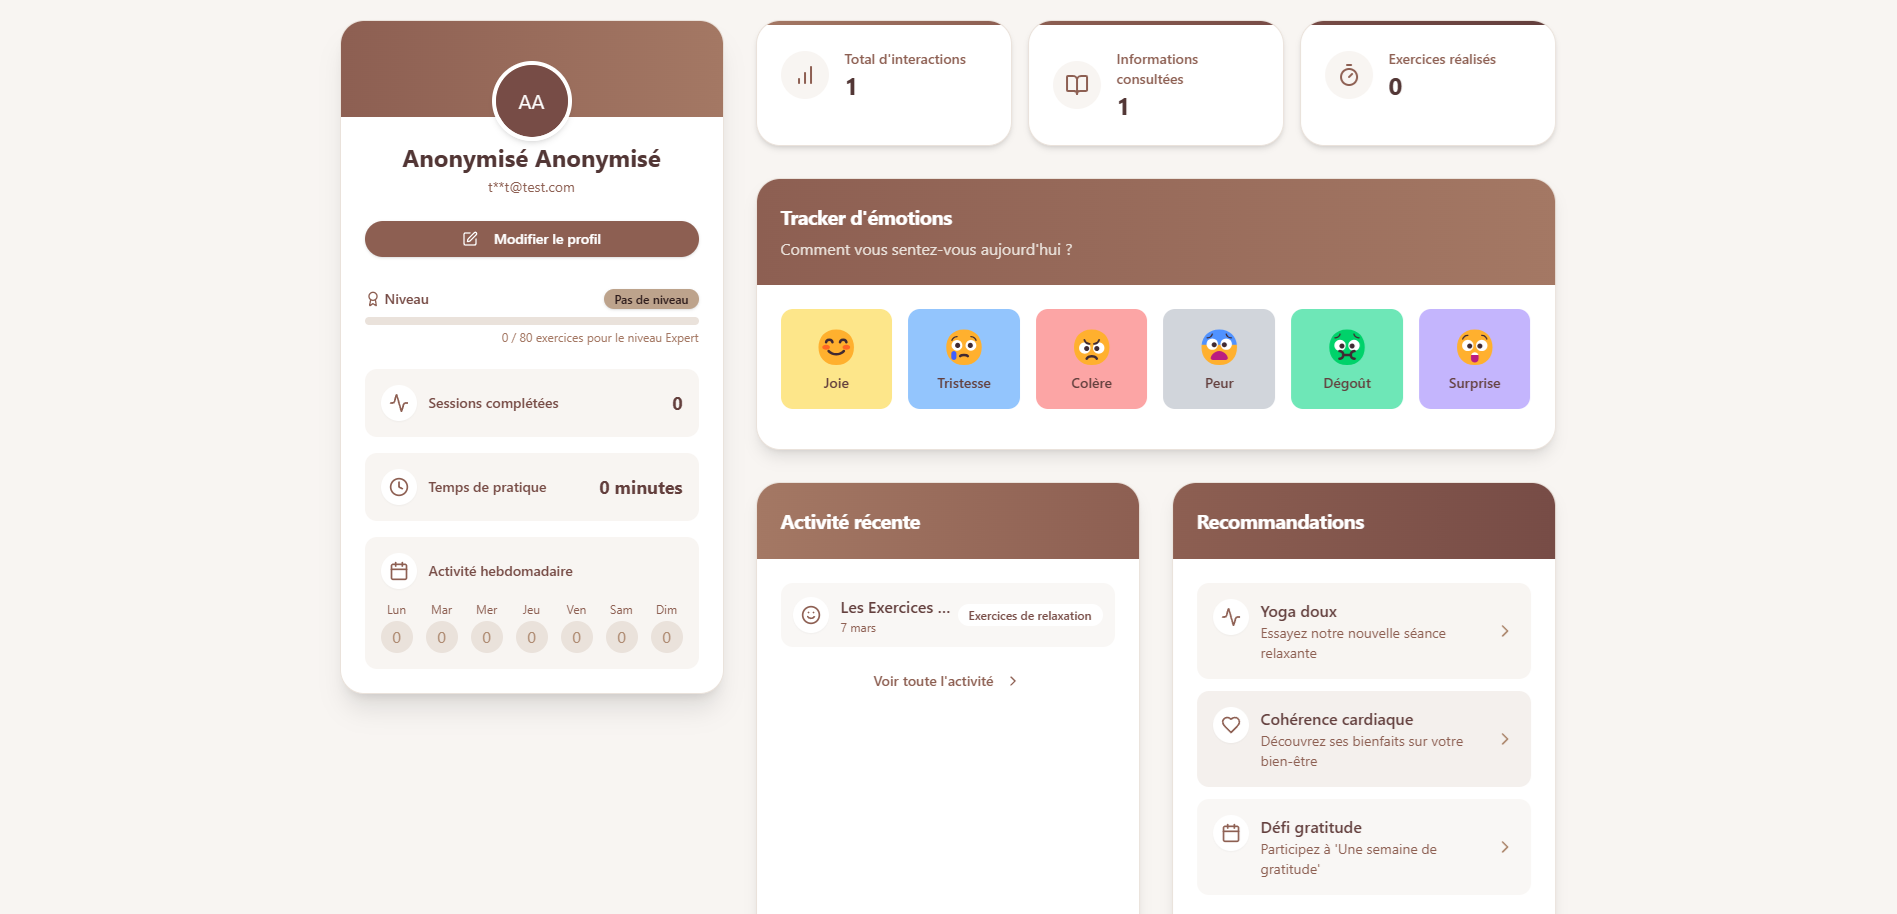 AA
Anonymisé Anonymisé
t**t@test.com
Modifier le profil
Niveau
Pas de niveau
0 / 80 exercices pour le niveau Expert
Sessions complétées
0
Temps de pratique
0 minutes
Activité hebdomadaire
Lun Mar Mer Jeu Ven Sam Dim
0 0 0 0 0 0 0
Total d'interactions
1
Informations
consultées
1
Exercices réalisés
0
Tracker d'émotions
Comment vous sentez-vous aujourd'hui ?
Joie
Tristesse
Colère
Peur
Dégoût
Surprise
Activité récente
Les Exercices ...
7 mars
Exercices de relaxation
Voir toute l'activité
Recommandations
Yoga doux
Essayez notre nouvelle séance
relaxante
Cohérence cardiaque
Découvrez ses bienfaits sur votre
bien-être
Défi gratitude
Participez à 'Une semaine de
gratitude'